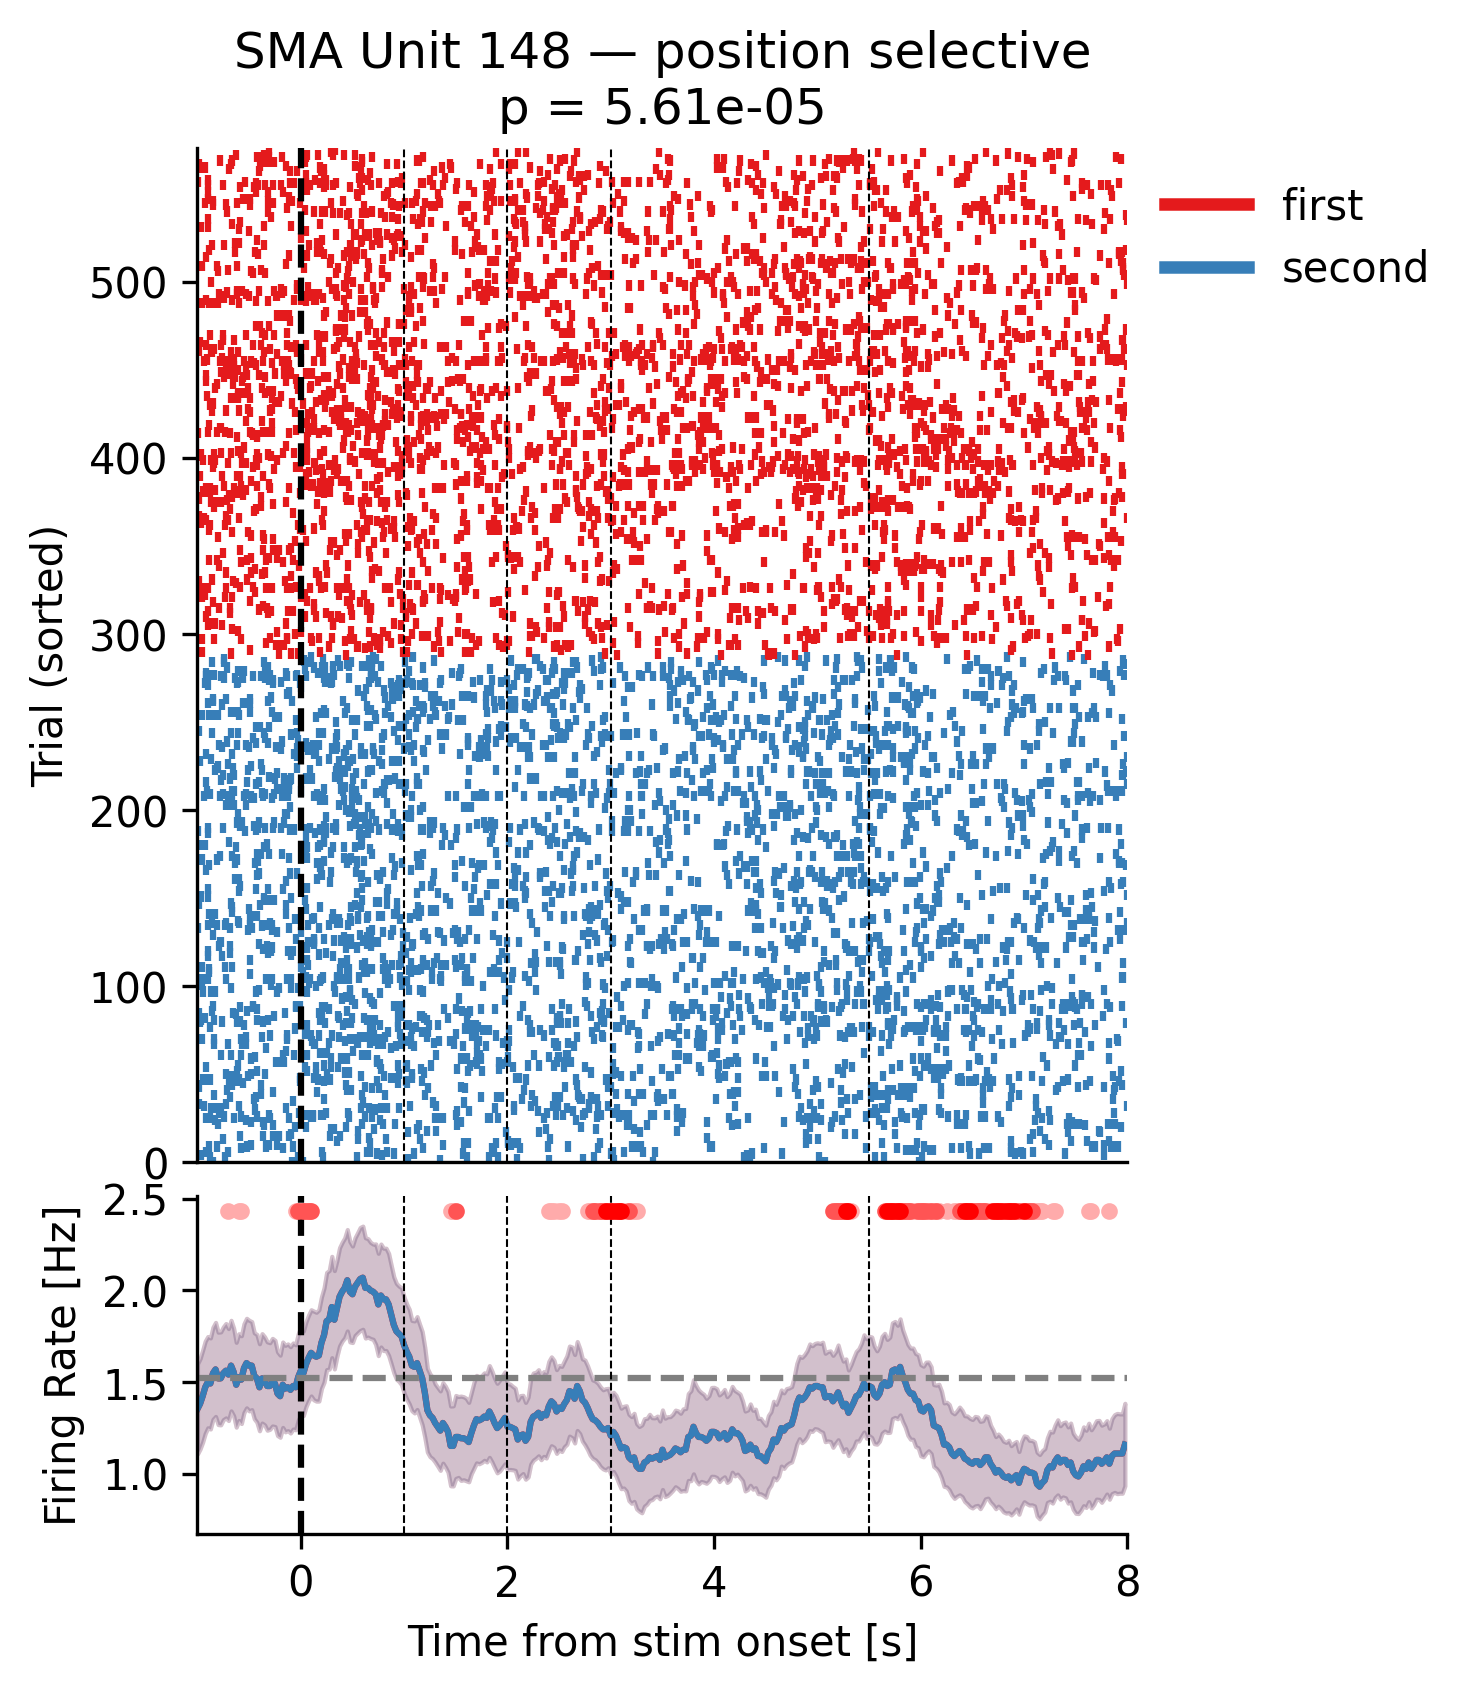 SMA Unit 148 — position selective
p = 5.61e-05
first
second
500
400
300
200
100
0
Trial (sorted)
2.5
2.0
1.5
1.0
Firing Rate [Hz]
0 2 4 6 8
Time from stim onset [s]